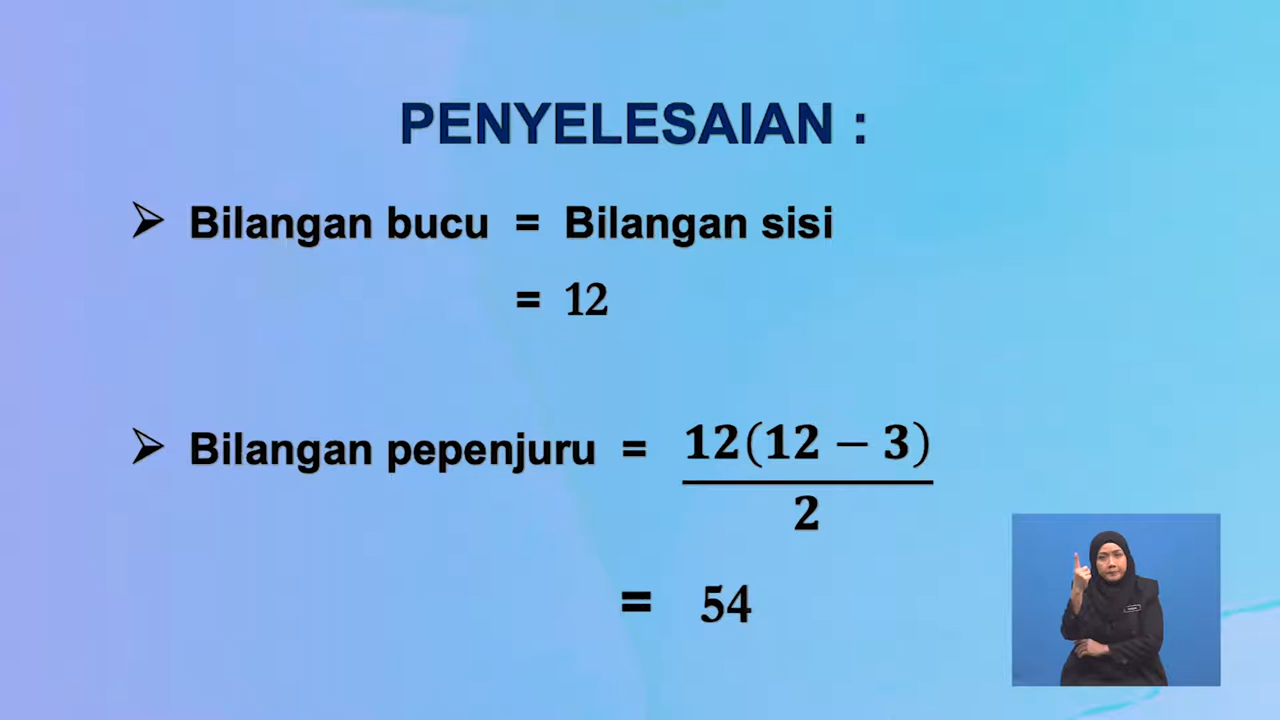 PENYELESAIAN :
➢ Bilangan bucu = Bilangan sisi
= 12
➢ Bilangan pepenjuru = 12(12 − 3)
2
= 54